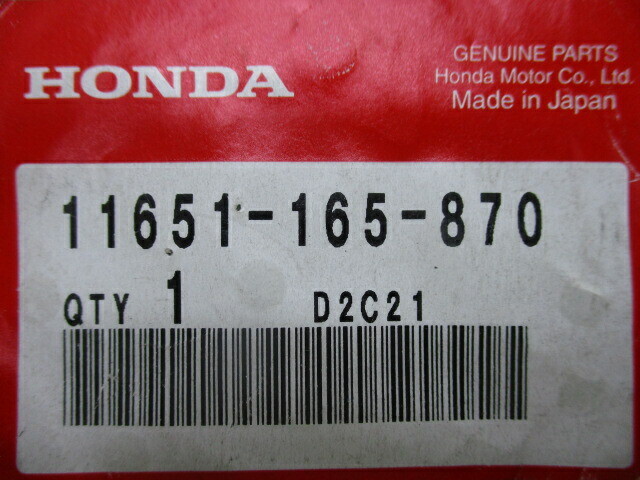 HONDA
GENUINE PARTS
Honda Motor Co., Ltd.
Made in Japan
11651-165-870
QTY 1 D2C21